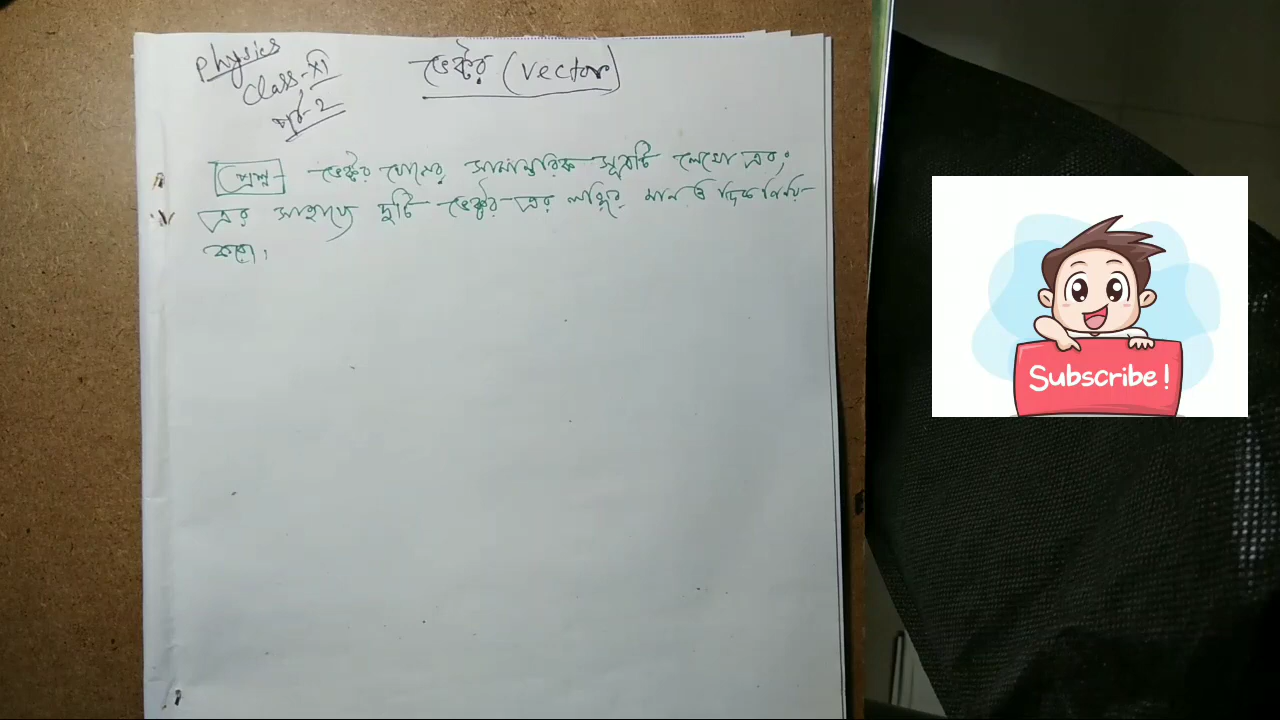 Physics
Class-XI
পর্ব-2
ভেক্টর (Vector)
প্রশ্ন ভেক্টর যোগের সামান্তরিক সূত্রটি লেখো এবং
এর সাহায্যে দুটি ভেক্টর এর লব্ধির মান ও দিক নির্ণয়
করো।
Subscribe!